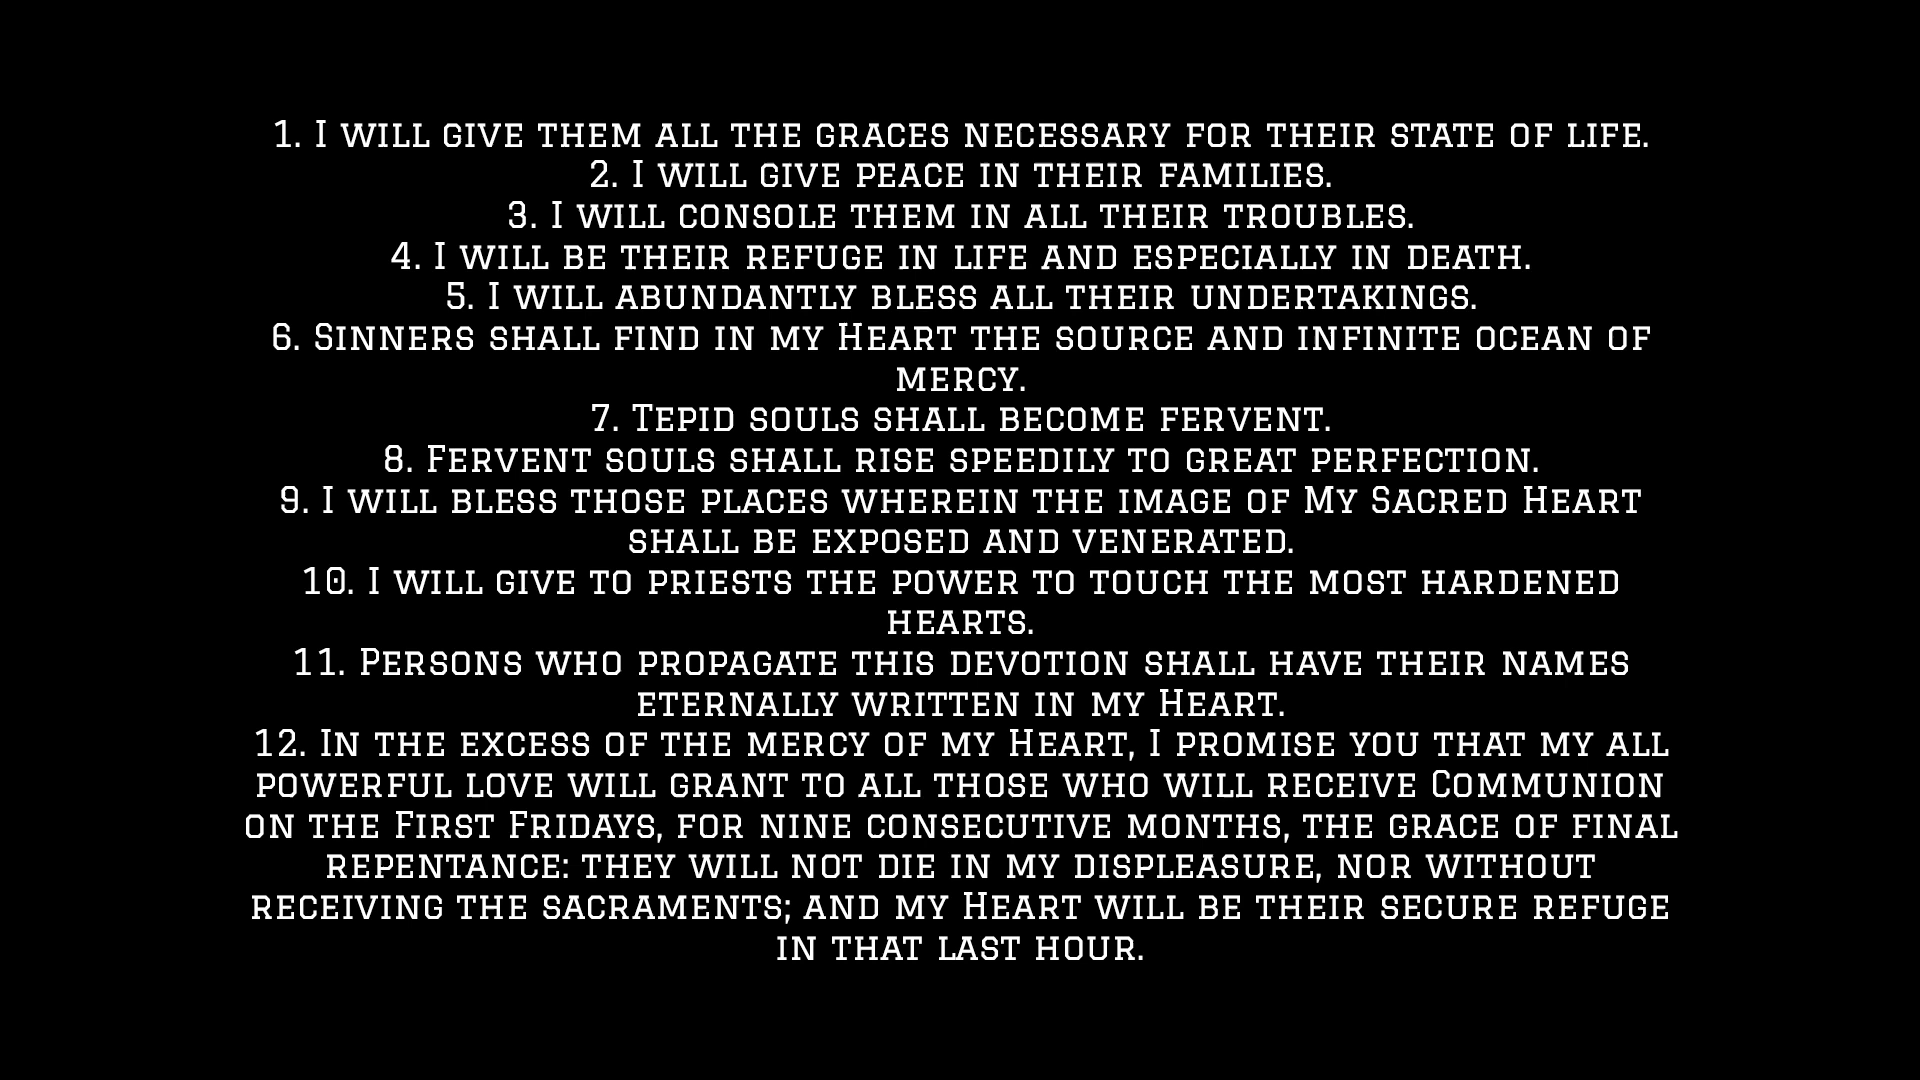 1. I will give them all the graces necessary for their state of life.
2. I will give peace in their families.
3. I will console them in all their troubles.
4. I will be their refuge in life and especially in death.
5. I will abundantly bless all their undertakings.
6. Sinners shall find in my Heart the source and infinite ocean of
mercy.
7. Tepid souls shall become fervent.
8. Fervent souls shall rise speedily to great perfection.
9. I will bless those places wherein the image of My Sacred Heart
shall be exposed and venerated.
10. I will give to priests the power to touch the most hardened
hearts.
11. Persons who propagate this devotion shall have their names
eternally written in my Heart.
12. In the excess of the mercy of my Heart, I promise you that my all
powerful love will grant to all those who will receive Communion
on the First Fridays, for nine consecutive months, the grace of final
repentance: they will not die in my displeasure, nor without
receiving the sacraments; and my Heart will be their secure refuge
in that last hour.